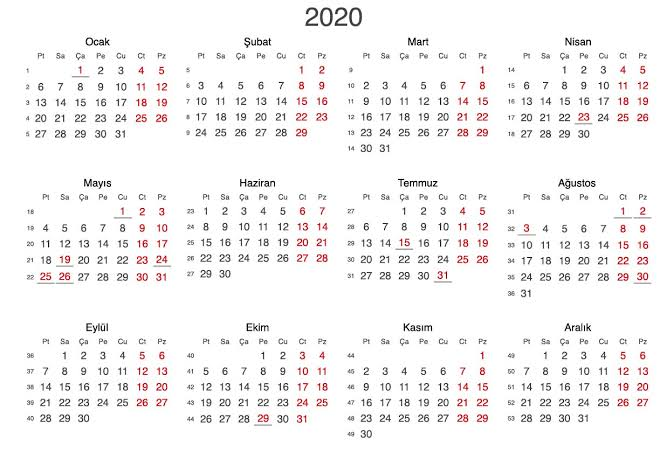 2020
Ocak
Pt Sa Ça Pe Cu Ct Pz
1 1 2 3 4 5
2 6 7 8 9 10 11 12
3 13 14 15 16 17 18 19
4 20 21 22 23 24 25 26
5 27 28 29 30 31
Şubat
Pt Sa Ça Pe Cu Ct Pz
5 1 2
6 3 4 5 6 7 8 9
7 10 11 12 13 14 15 16
8 17 18 19 20 21 22 23
9 24 25 26 27 28 29
Mart
Pt Sa Ça Pe Cu Ct Pz
9 1
10 2 3 4 5 6 7 8
11 9 10 11 12 13 14 15
12 16 17 18 19 20 21 22
13 23 24 25 26 27 28 29
14 30 31
Nisan
Pt Sa Ça Pe Cu Ct Pz
14 1 2 3 4 5
15 6 7 8 9 10 11 12
16 13 14 15 16 17 18 19
17 20 21 22 23 24 25 26
18 27 28 29 30
Mayıs
Pt Sa Ça Pe Cu Ct Pz
18 1 2 3
19 4 5 6 7 8 9 10
20 11 12 13 14 15 16 17
21 18 19 20 21 22 23 24
22 25 26 27 28 29 30 31
Haziran
Pt Sa Ça Pe Cu Ct Pz
23 1 2 3 4 5 6 7
24 8 9 10 11 12 13 14
25 15 16 17 18 19 20 21
26 22 23 24 25 26 27 28
27 29 30
Temmuz
Pt Sa Ça Pe Cu Ct Pz
27 1 2 3 4 5
28 6 7 8 9 10 11 12
29 13 14 15 16 17 18 19
30 20 21 22 23 24 25 26
31 27 28 29 30 31
Ağustos
Pt Sa Ça Pe Cu Ct Pz
31 1 2
32 3 4 5 6 7 8 9
33 10 11 12 13 14 15 16
34 17 18 19 20 21 22 23
35 24 25 26 27 28 29 30
36 31
Eylül
Pt Sa Ça Pe Cu Ct Pz
36 1 2 3 4 5 6
37 7 8 9 10 11 12 13
38 14 15 16 17 18 19 20
39 21 22 23 24 25 26 27
40 28 29 30
Ekim
Pt Sa Ça Pe Cu Ct Pz
40 1 2 3 4
41 5 6 7 8 9 10 11
42 12 13 14 15 16 17 18
43 19 20 21 22 23 24 25
44 26 27 28 29 30 31
Kasım
Pt Sa Ça Pe Cu Ct Pz
44 1
45 2 3 4 5 6 7 8
46 9 10 11 12 13 14 15
47 16 17 18 19 20 21 22
48 23 24 25 26 27 28 29
49 30
Aralık
Pt Sa Ça Pe Cu Ct Pz
49 1 2 3 4 5 6
50 7 8 9 10 11 12 13
51 14 15 16 17 18 19 20
52 21 22 23 24 25 26 27
53 28 29 30 31